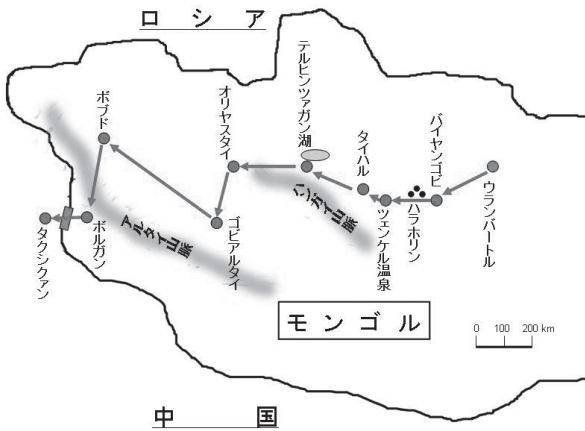 ロシア
ホブド
オリヤスタイ
テルヒンツァガン湖
タイハル
バイヤンゴビ
ウランバートル
ハラホリン
ツェンケル温泉
ハンガイ山脈
ゴビアルタイ
アルタイ山脈
ボルガン
タクシクァン
モンゴル
0 100 200 km
中国